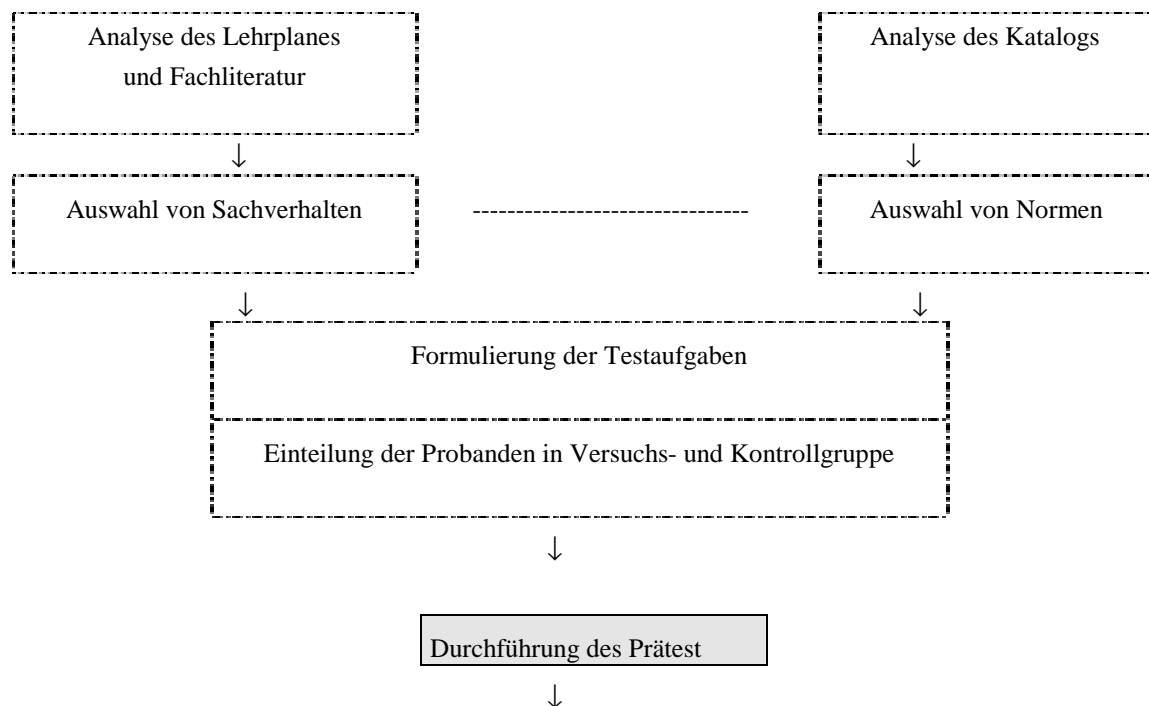 Analyse des Lehrplanes
und Fachliteratur
Analyse des Katalogs
↓
↓
Auswahl von Sachverhalten
--------------------------------
Auswahl von Normen
↓
↓
Formulierung der Testaufgaben
Einteilung der Probanden in Versuchs- und Kontrollgruppe
↓
Durchführung des Prätest
↓